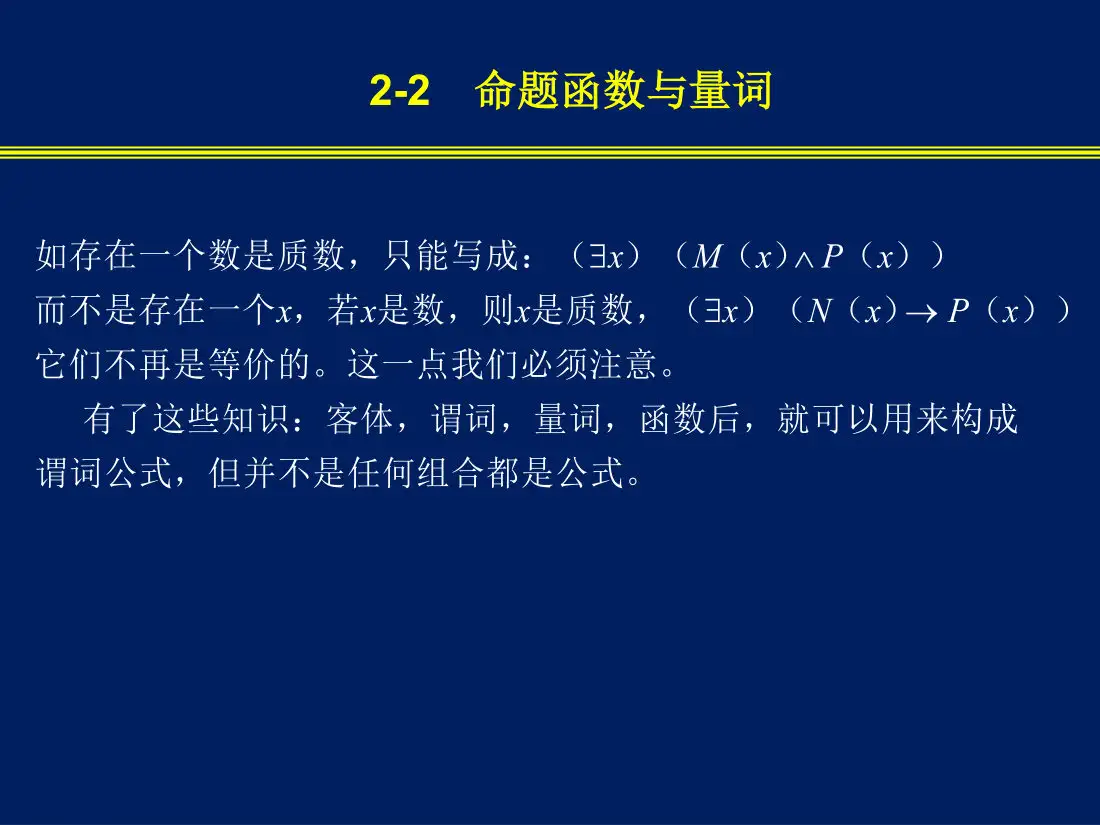 2-2 命题函数与量词
如存在一个数是质数，只能写成：（∃x）（M（x）∧ P（x））
而不是存在一个x，若x是数，则x是质数，（∃x）（N（x）→ P（x））
它们不再是等价的。这一点我们必须注意。
有了这些知识：客体，谓词，量词，函数后，就可以用来构成
谓词公式，但并不是任何组合都是公式。